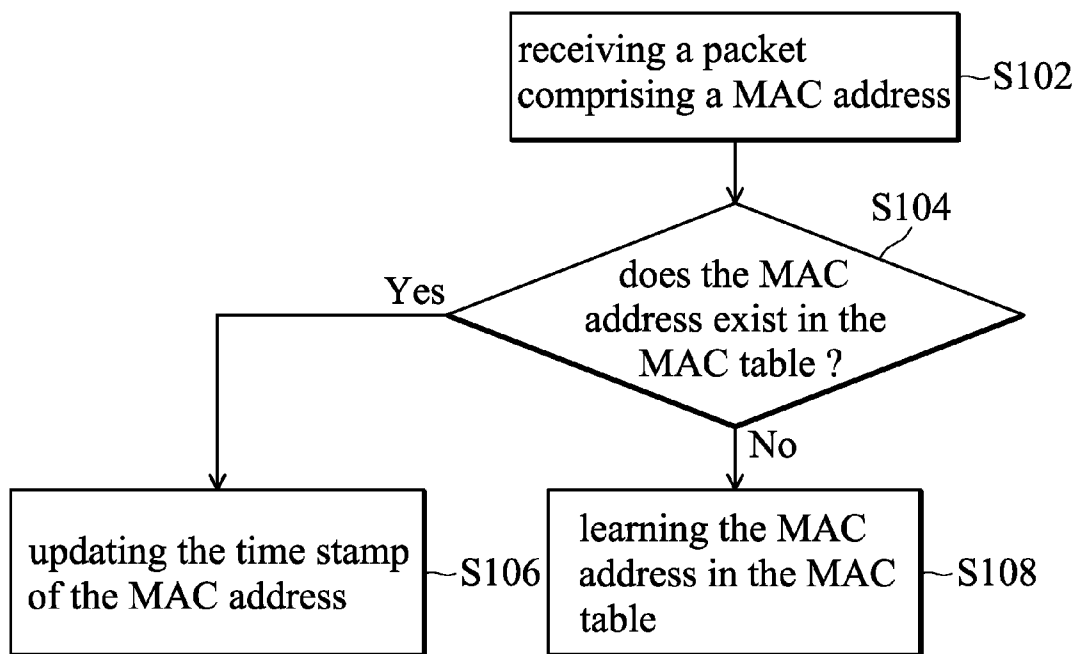 receiving a packet
comprising a MAC address
S102
S104
does the MAC
address exist in the
MAC table ?
Yes
No
updating the time stamp
of the MAC address
S106
learning the MAC
address in the MAC
table
S108